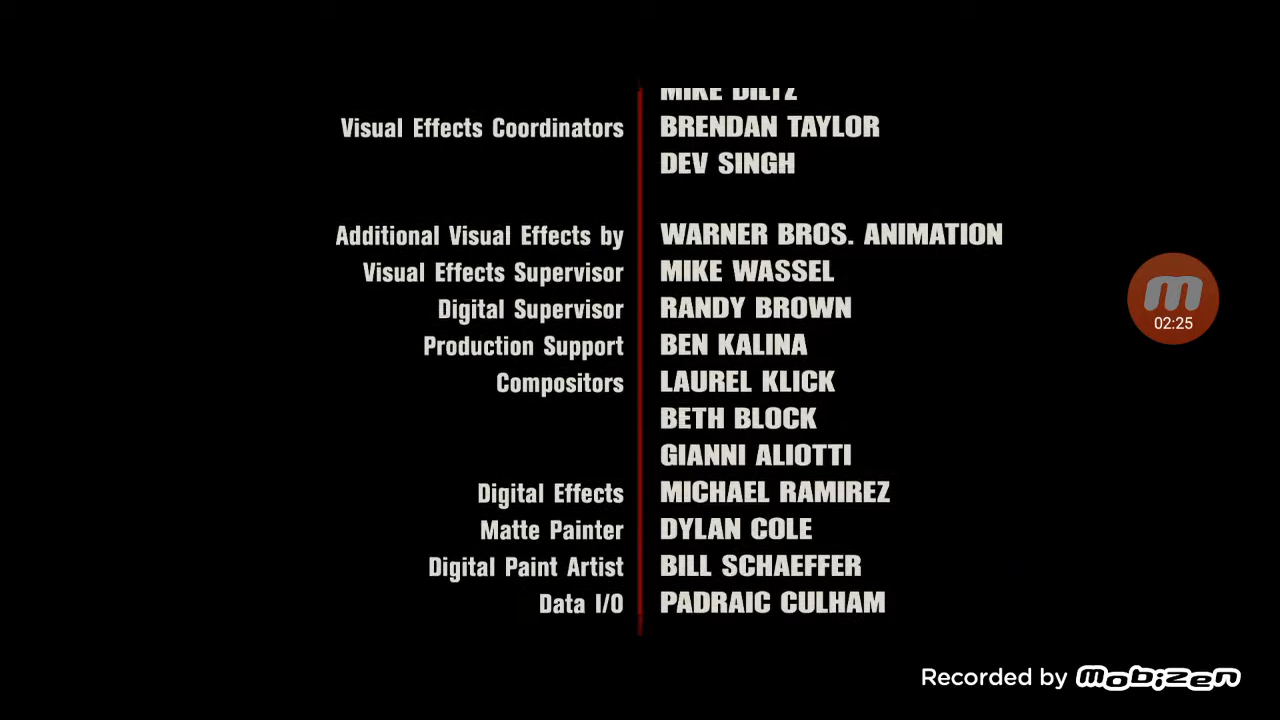 MIKE DILTZ
Visual Effects Coordinators BRENDAN TAYLOR
DEV SINGH
Additional Visual Effects by WARNER BROS. ANIMATION
Visual Effects Supervisor MIKE WASSEL
Digital Supervisor RANDY BROWN
Production Support BEN KALINA
Compositors LAUREL KLICK
BETH BLOCK
GIANNI ALIOTTI
Digital Effects MICHAEL RAMIREZ
Matte Painter DYLAN COLE
Digital Paint Artist BILL SCHAEFFER
Data I/O PADRAIC CULHAM
02:25
Recorded by mobizen